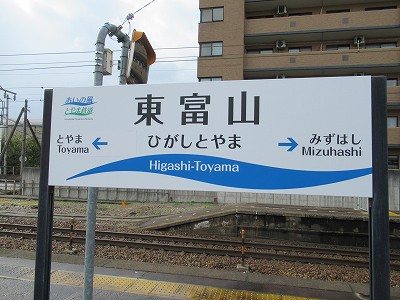 あいの風
とやま鉄道
東富山
ひがしとやま
Higashi-Toyama
とやま
Toyama
みずはし
Mizuhashi